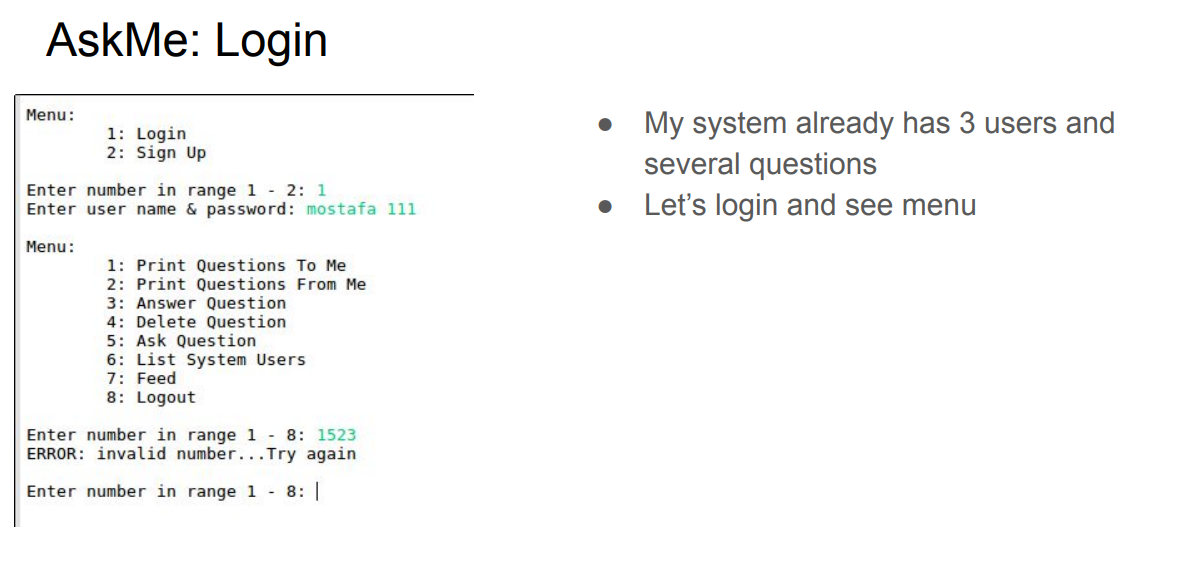 AskMe: Login
Menu:
1: Login
2: Sign Up
Enter number in range 1 - 2: 1
Enter user name & password: mostafa 111
Menu:
1: Print Questions To Me
2: Print Questions From Me
3: Answer Question
4: Delete Question
5: Ask Question
6: List System Users
7: Feed
8: Logout
Enter number in range 1 - 8: 1523
ERROR: invalid number...Try again
Enter number in range 1 - 8:
● My system already has 3 users and
several questions
● Let’s login and see menu